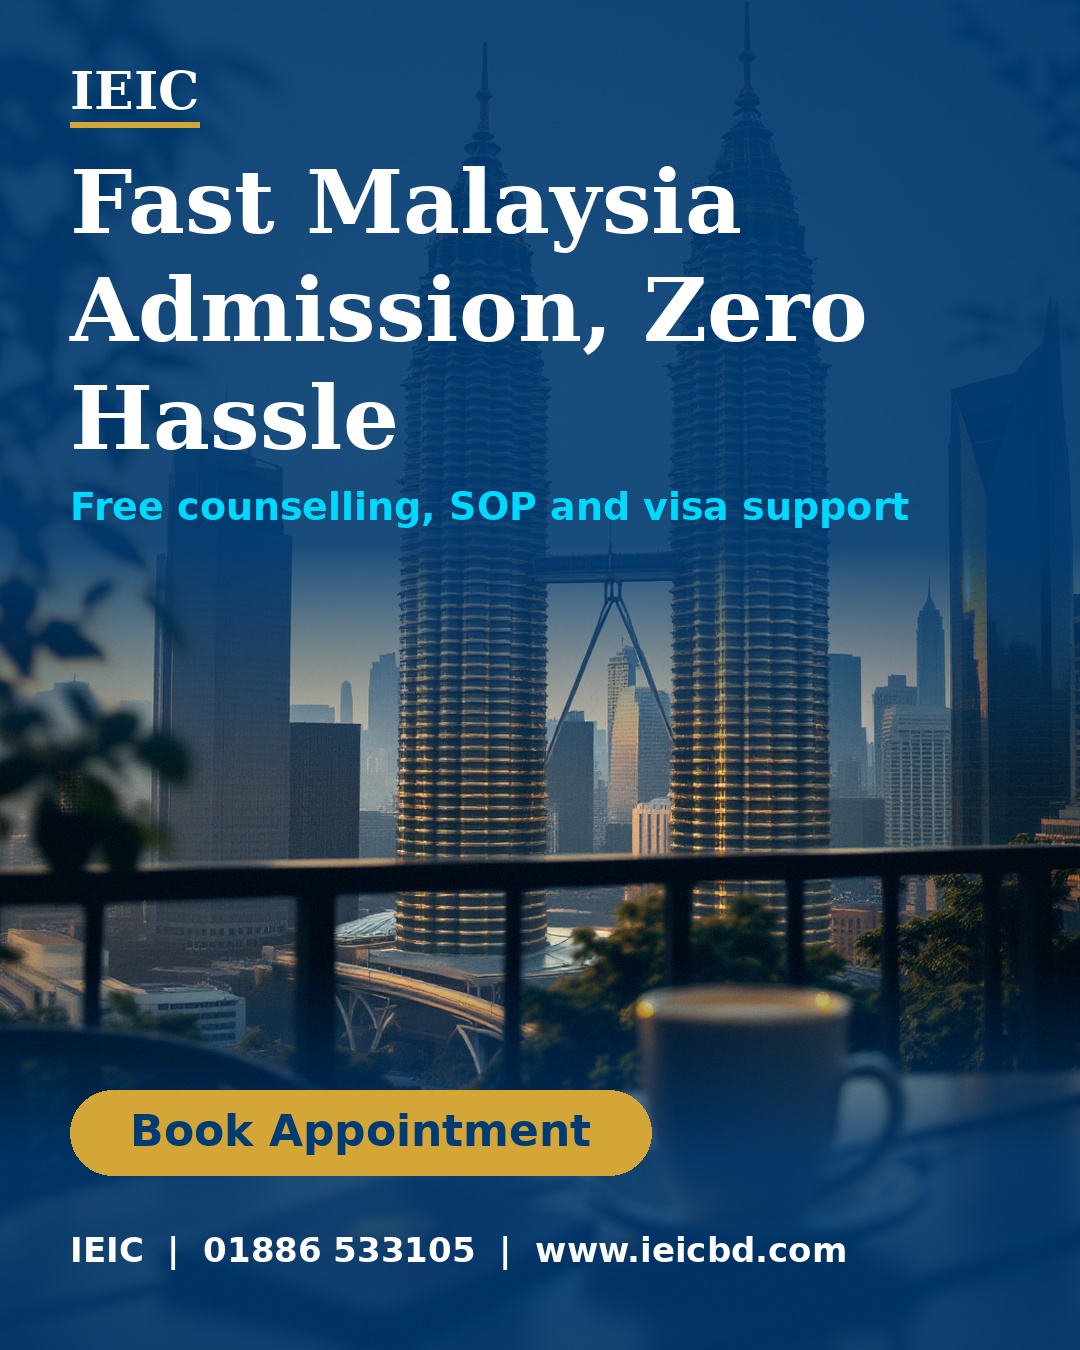 IEIC
Fast Malaysia
Admission, Zero
Hassle
Free counselling, SOP and visa support
Book Appointment
IEIC | 01886 533105 | www.ieicbd.com